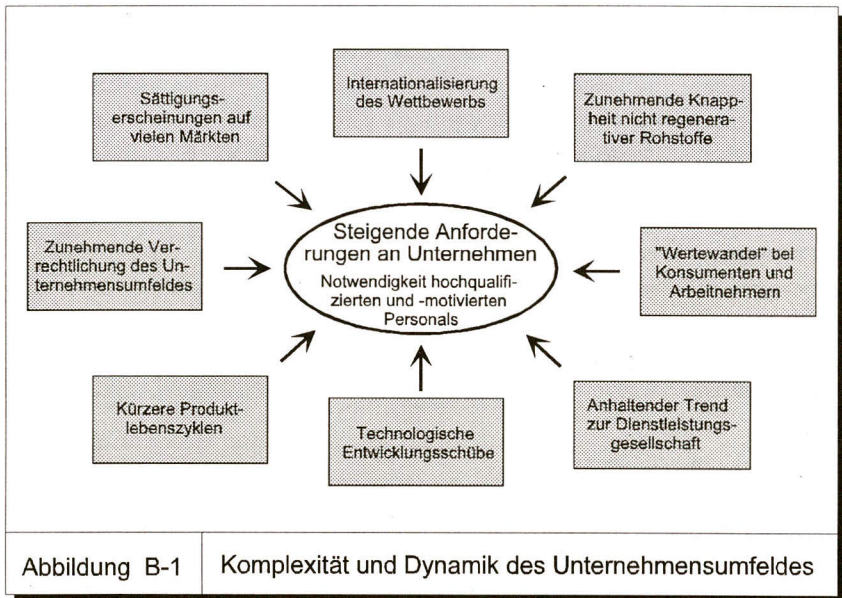 Sättigungs-
erscheinungen auf
vielen Märkten
Internationalisierung
des Wettbewerbs
Zunehmende Knapp-
heit nicht regenera-
tiver Rohstoffe
Zunehmende Ver-
rechtlichung des Un-
ternehmensumfeldes
Steigende Anforde-
rungen an Unternehmen
Notwendigkeit hochqualifi-
zierten und -motivierten
Personals
"Wertewandel" bei
Konsumenten und
Arbeitnehmern
Kürzere Produkt-
lebenszyklen
Technologische
Entwicklungsschübe
Anhaltender Trend
zur Dienstleistungs-
gesellschaft
Abbildung B-1
Komplexität und Dynamik des Unternehmensumfeldes